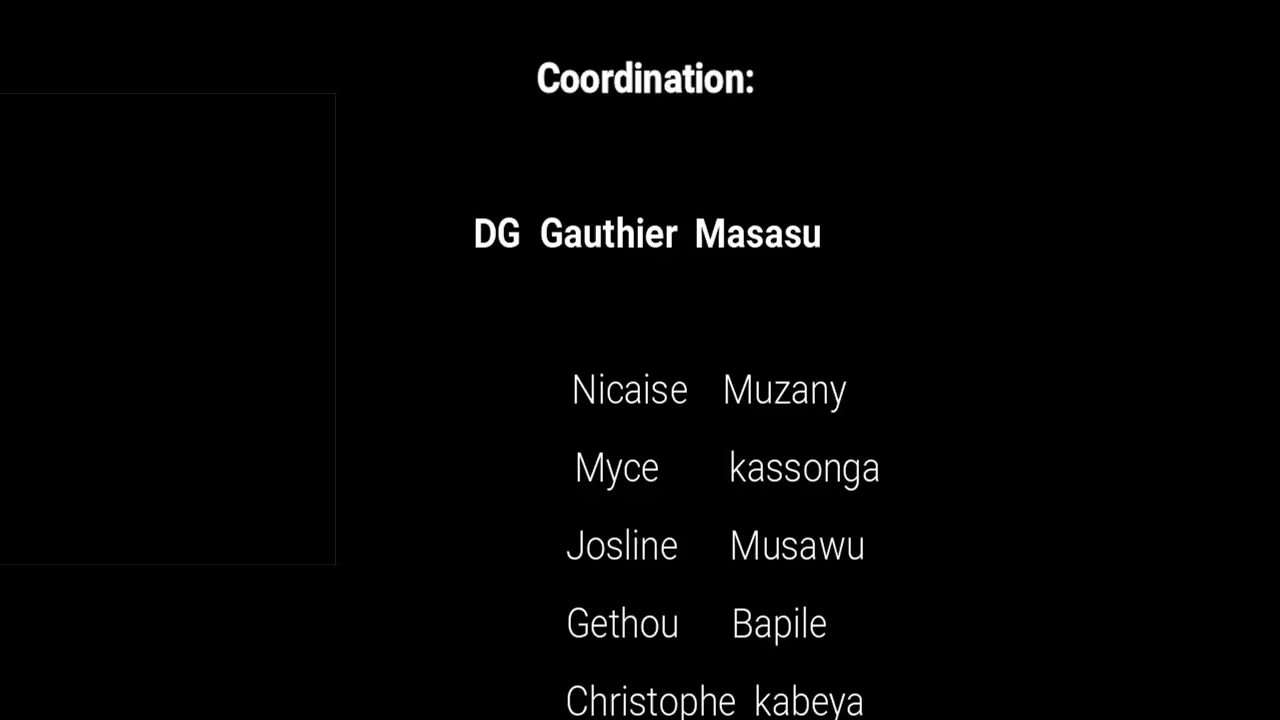 Coordination:
DG Gauthier Masasu
Nicaise Muzany
Myce kassonga
Josline Musawu
Gethou Bapile
Christophe kabeya